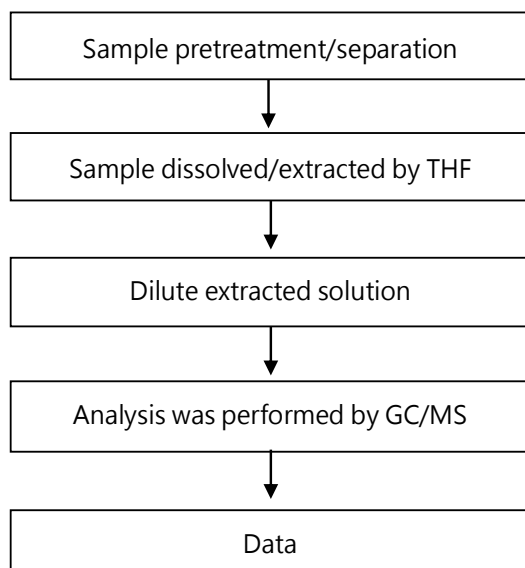 Sample pretreatment/separation
Sample dissolved/extracted by THF
Dilute extracted solution
Analysis was performed by GC/MS
Data